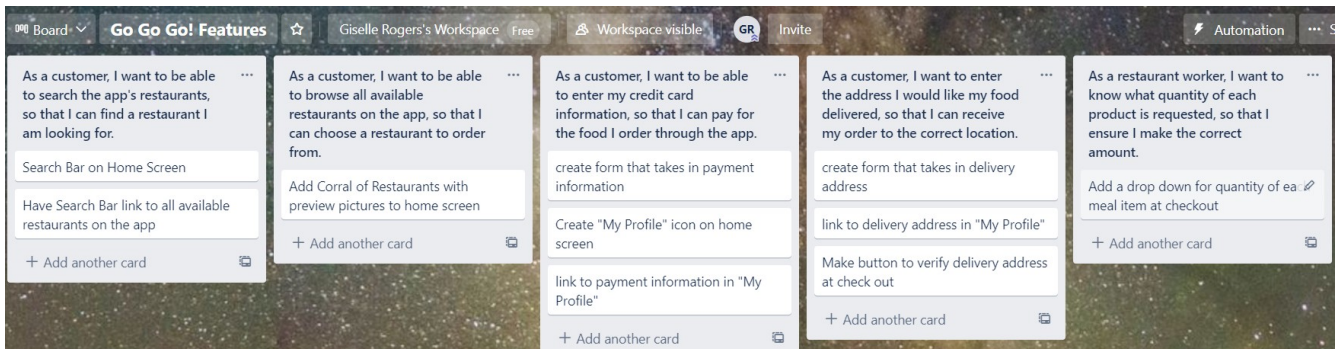 Board
Go Go Go! Features
Giselle Rogers's Workspace Free
Workspace visible
GR
Invite
Automation
...
As a customer, I want to be able
to search the app's restaurants,
so that I can find a restaurant I
am looking for.
Search Bar on Home Screen
Have Search Bar link to all available
restaurants on the app
+ Add another card
As a customer, I want to be able
to browse all available
restaurants on the app, so that I
can choose a restaurant to order
from.
Add Corral of Restaurants with
preview pictures to home screen
+ Add another card
As a customer, I want to be able
to enter my credit card
information, so that I can pay for
the food I order through the app.
create form that takes in payment
information
Create "My Profile" icon on home
screen
link to payment information in "My
Profile"
+ Add another card
As a customer, I want to enter
the address I would like my food
delivered, so that I can receive
my order to the correct location.
create form that takes in delivery
address
link to delivery address in "My Profile"
Make button to verify delivery address
at check out
+ Add another card
As a restaurant worker, I want to
know what quantity of each
product is requested, so that I
ensure I make the correct
amount.
Add a drop down for quantity of
meal item at checkout
+ Add another card